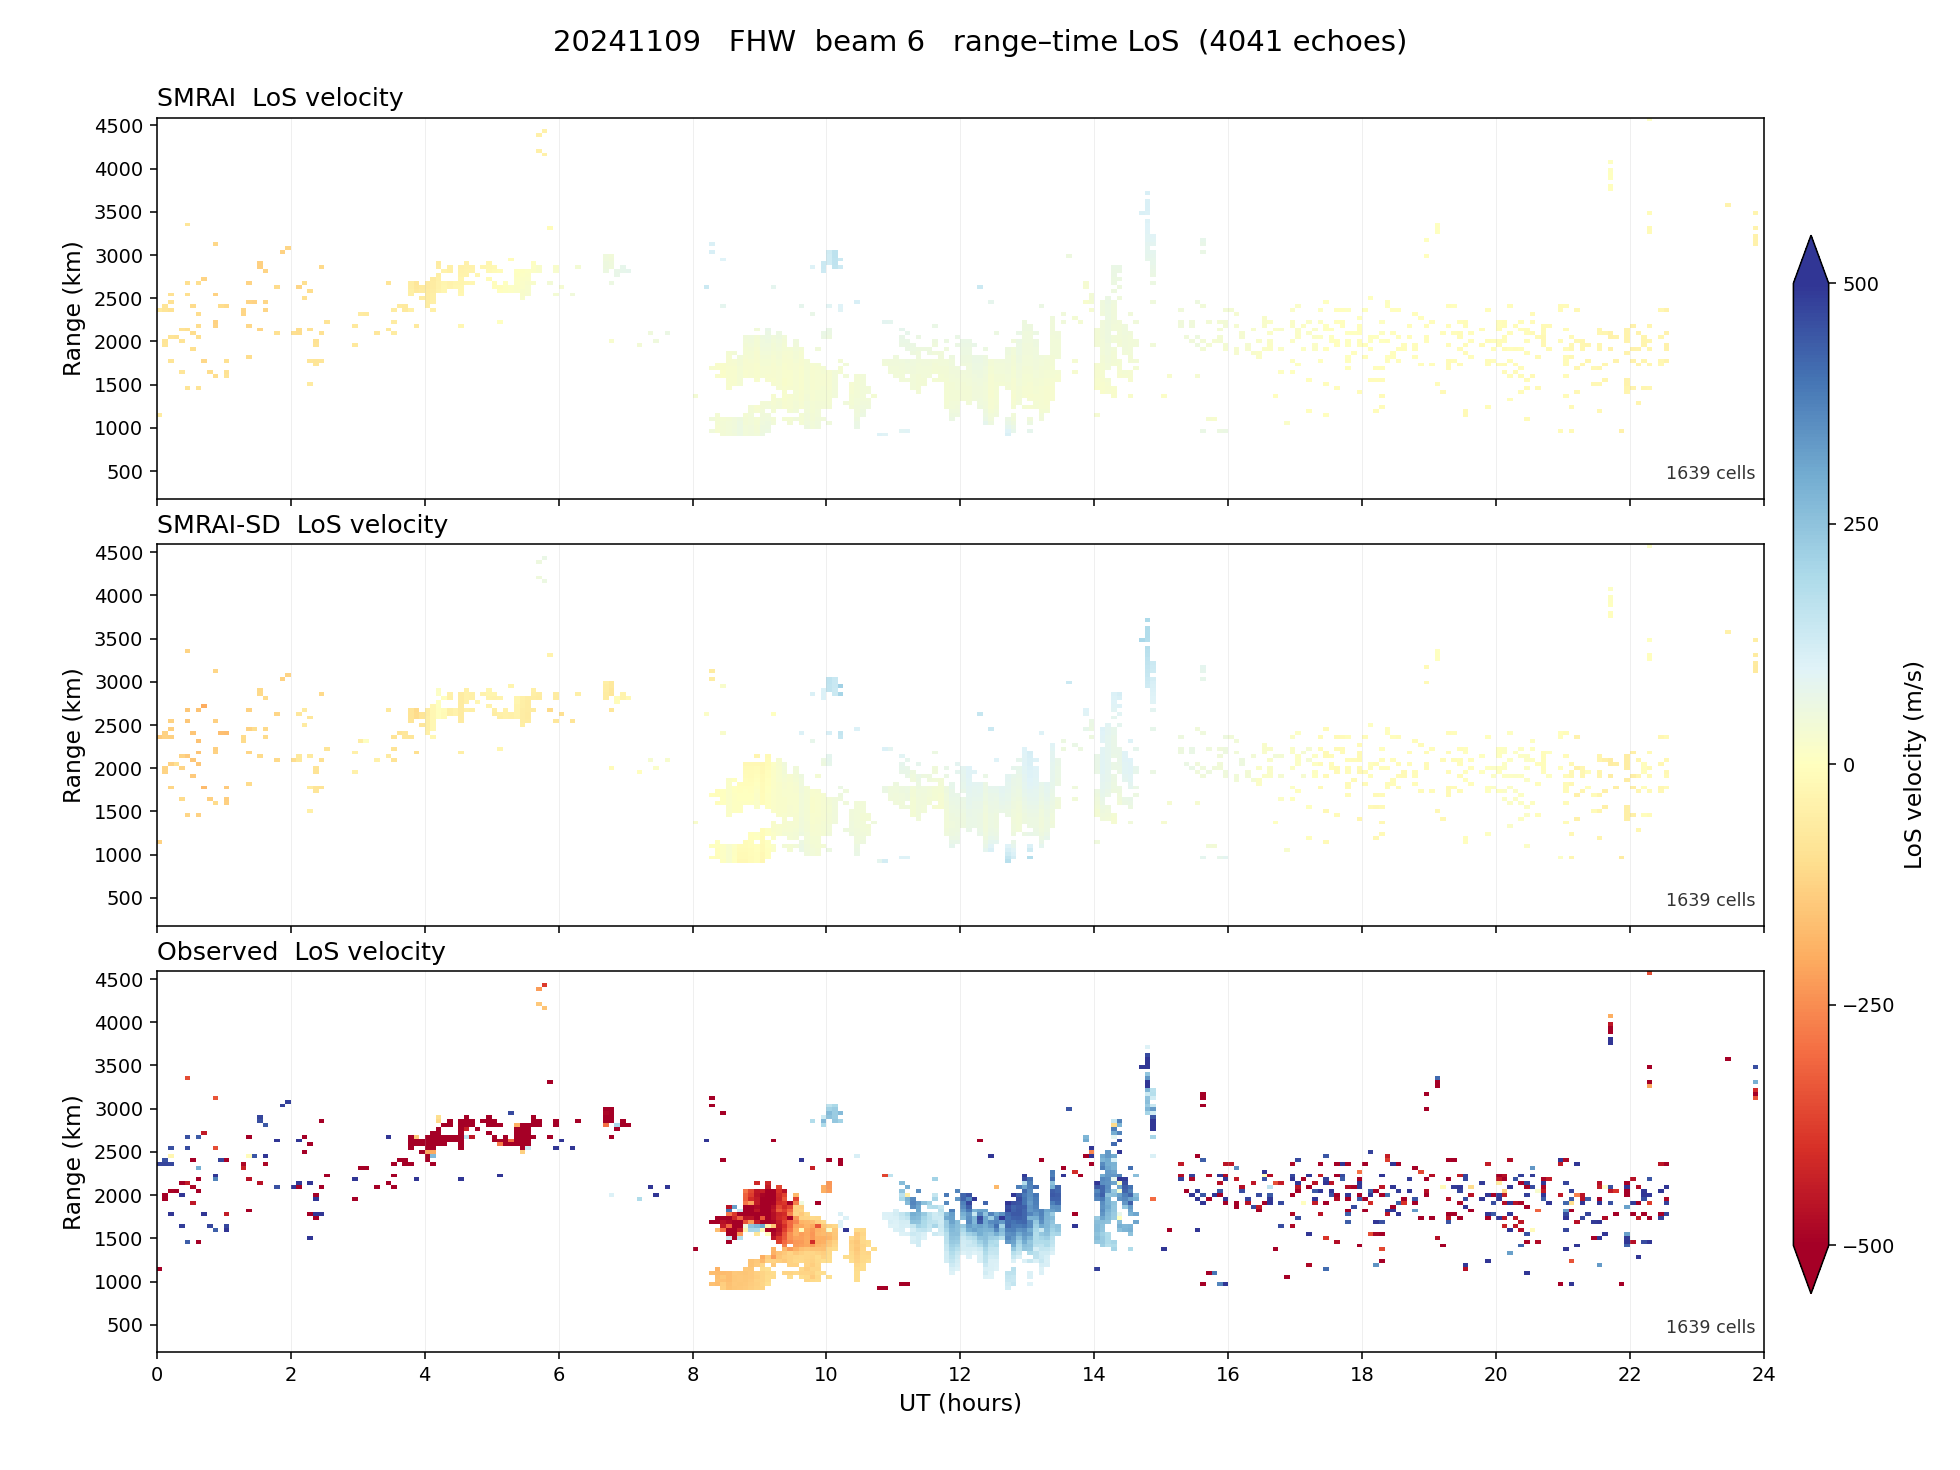 20241109   FHW  beam 6   range–time LoS  (4041 echoes)
SMRAI  LoS velocity
4500
4000
3500
3000
2500
2000
1500
1000
500
Range (km)
1639 cells
SMRAI-SD  LoS velocity
4500
4000
3500
3000
2500
2000
1500
1000
500
Range (km)
1639 cells
Observed  LoS velocity
4500
4000
3500
3000
2500
2000
1500
1000
500
Range (km)
1639 cells
0 2 4 6 8 10 12 14 16 18 20 22 24
UT (hours)
500
250
0
−250
−500
LoS velocity (m/s)